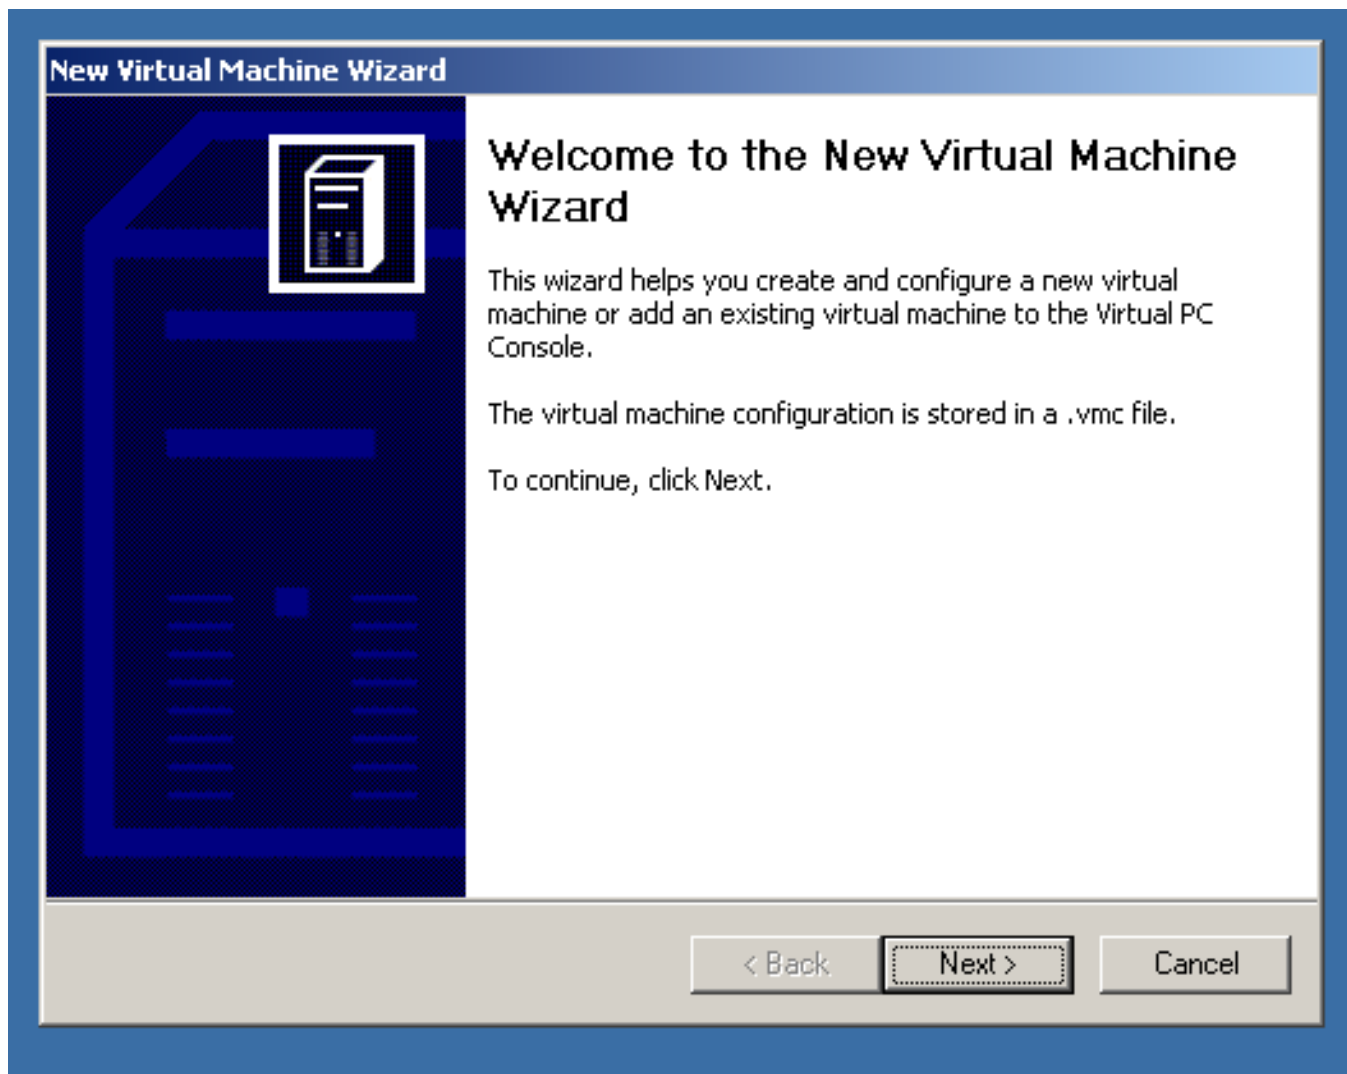 New Virtual Machine Wizard
Welcome to the New Virtual Machine
Wizard
This wizard helps you create and configure a new virtual
machine or add an existing virtual machine to the Virtual PC
Console.
The virtual machine configuration is stored in a .vmc file.
To continue, click Next.
< Back
Next >
Cancel